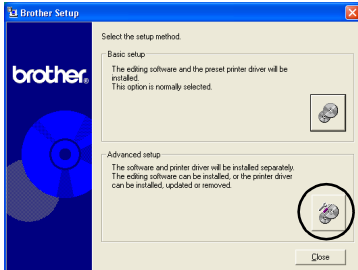 Brother Setup
brother®
Select the setup method.
Basic setup
The editing software and the preset printer driver will be
installed.
This option is normally selected.
Advanced setup
The software and printer driver will be installed separately.
The editing software can be installed, or the printer driver
can be installed, updated or removed.
Close